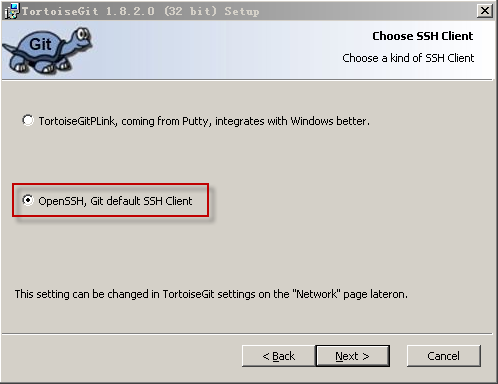 TortoiseGit 1.8.2.0 (32 bit) Setup
Git
Choose SSH Client
Choose a kind of SSH Client
TortoiseGitPLink, coming from Putty, integrates with Windows better.
OpenSSH, Git default SSH Client
This setting can be changed in TortoiseGit settings on the "Network" page lateron.
< Back
Next >
Cancel